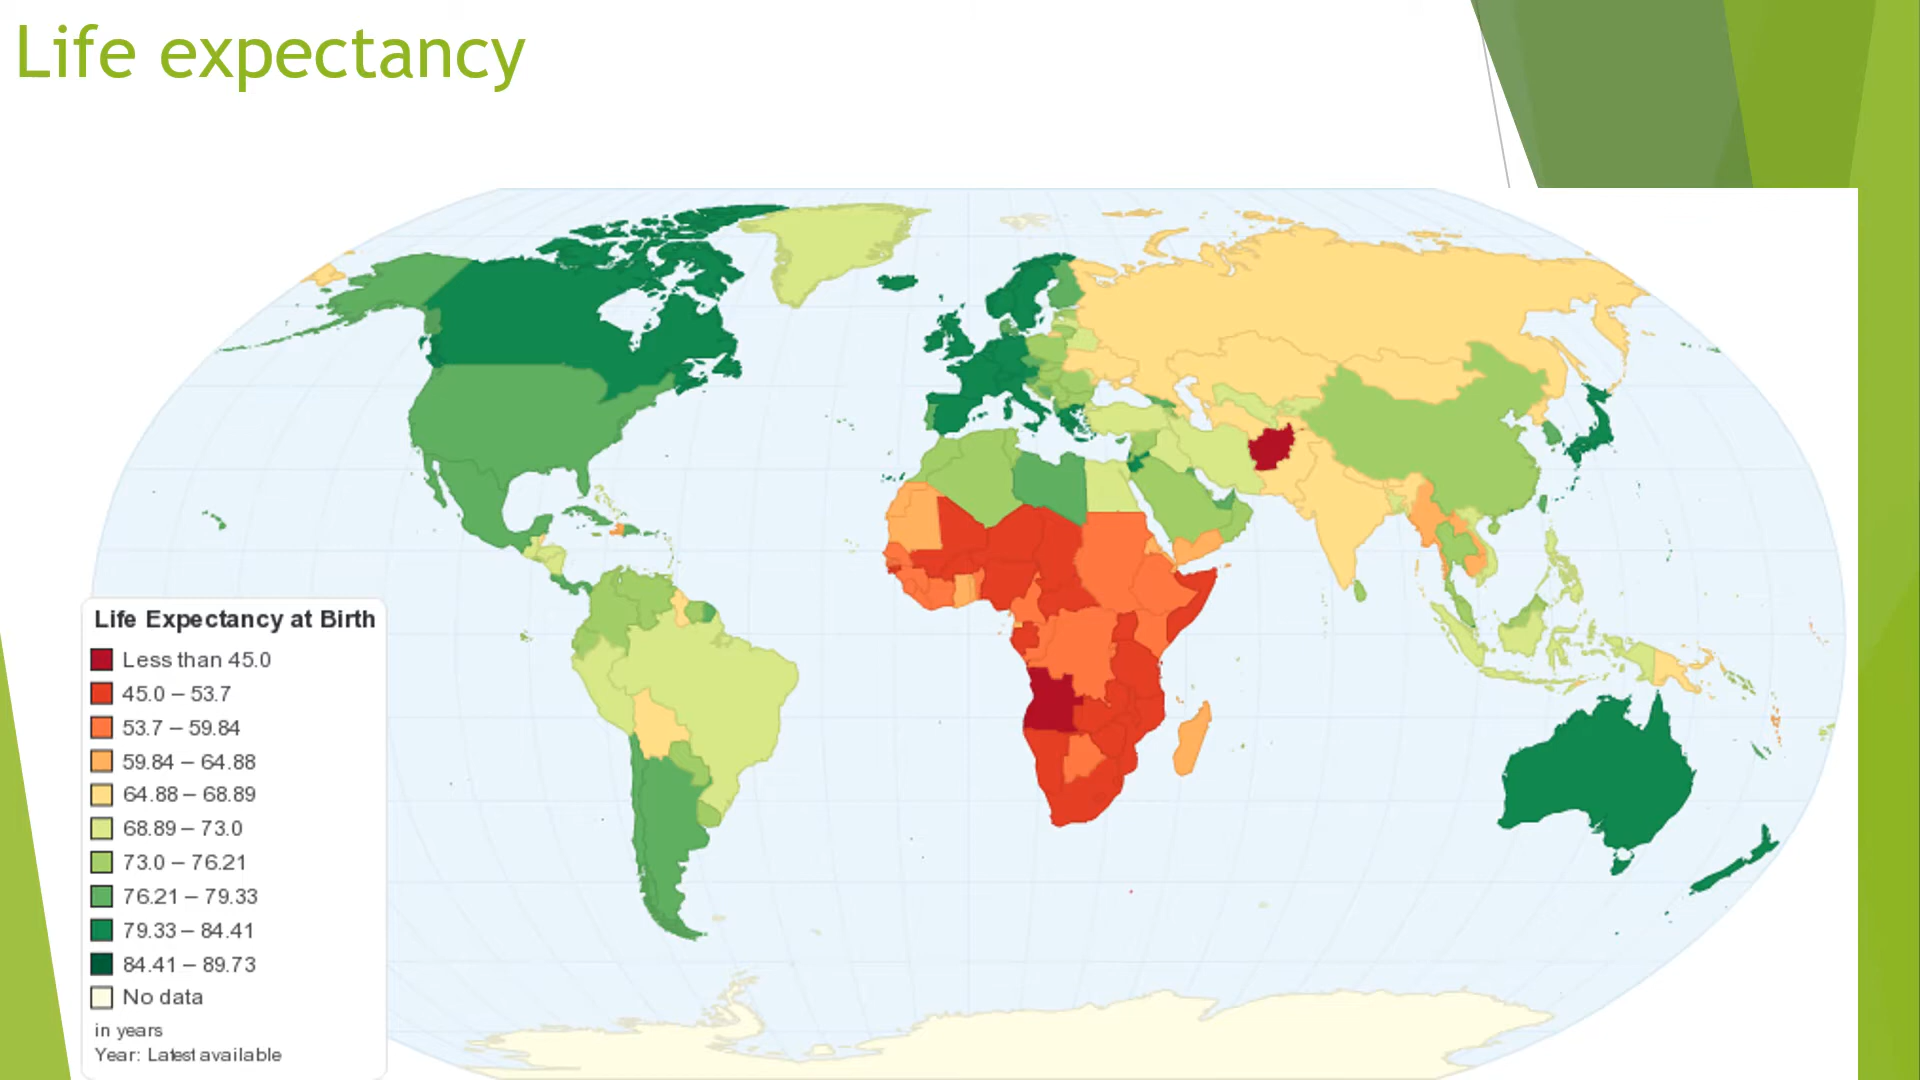 Life expectancy
Life Expectancy at Birth
Less than 45.0
45.0 – 53.7
53.7 – 59.84
59.84 – 64.88
64.88 – 68.89
68.89 – 73.0
73.0 – 76.21
76.21 – 79.33
79.33 – 84.41
84.41 – 89.73
No data
in years
Year: Latest available